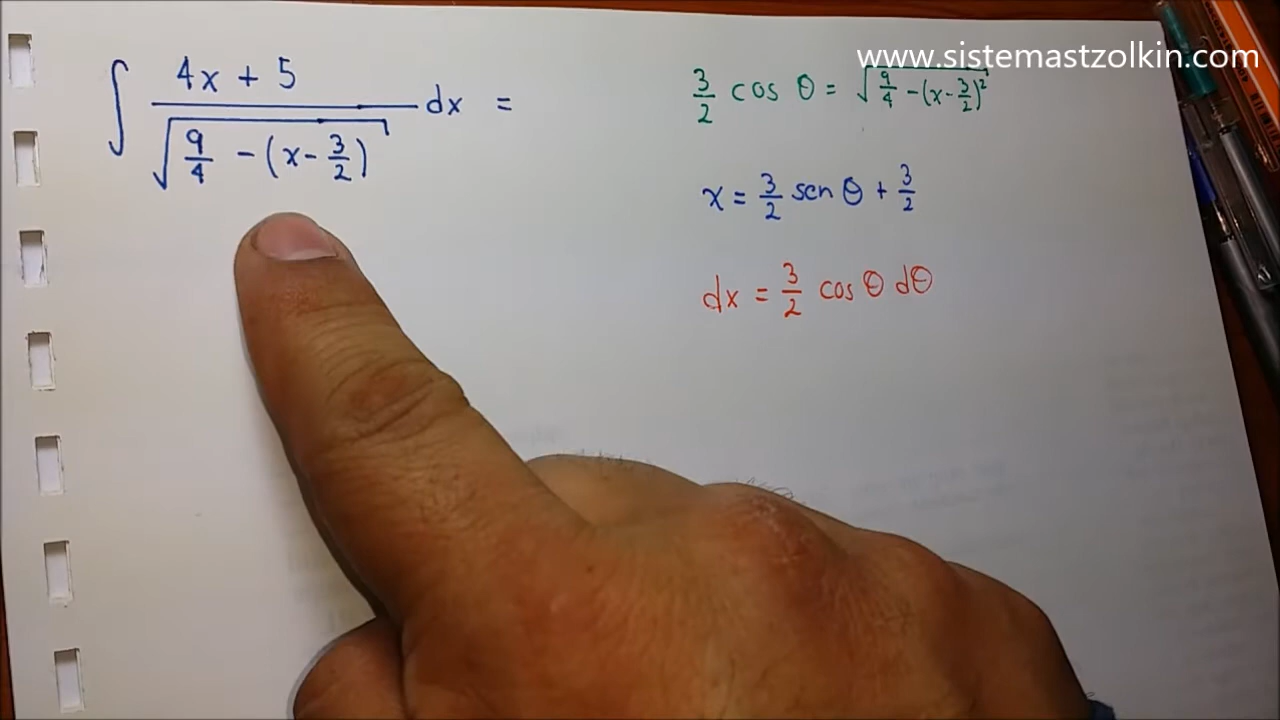 www.sistemastzolkin.com
∫ (4x + 5) / √(9/4 - (x - 3/2)) dx =
3/2 cos θ = √(9/4 - (x - 3/2)²)
x = 3/2 sen θ + 3/2
dx = 3/2 cos θ dθ